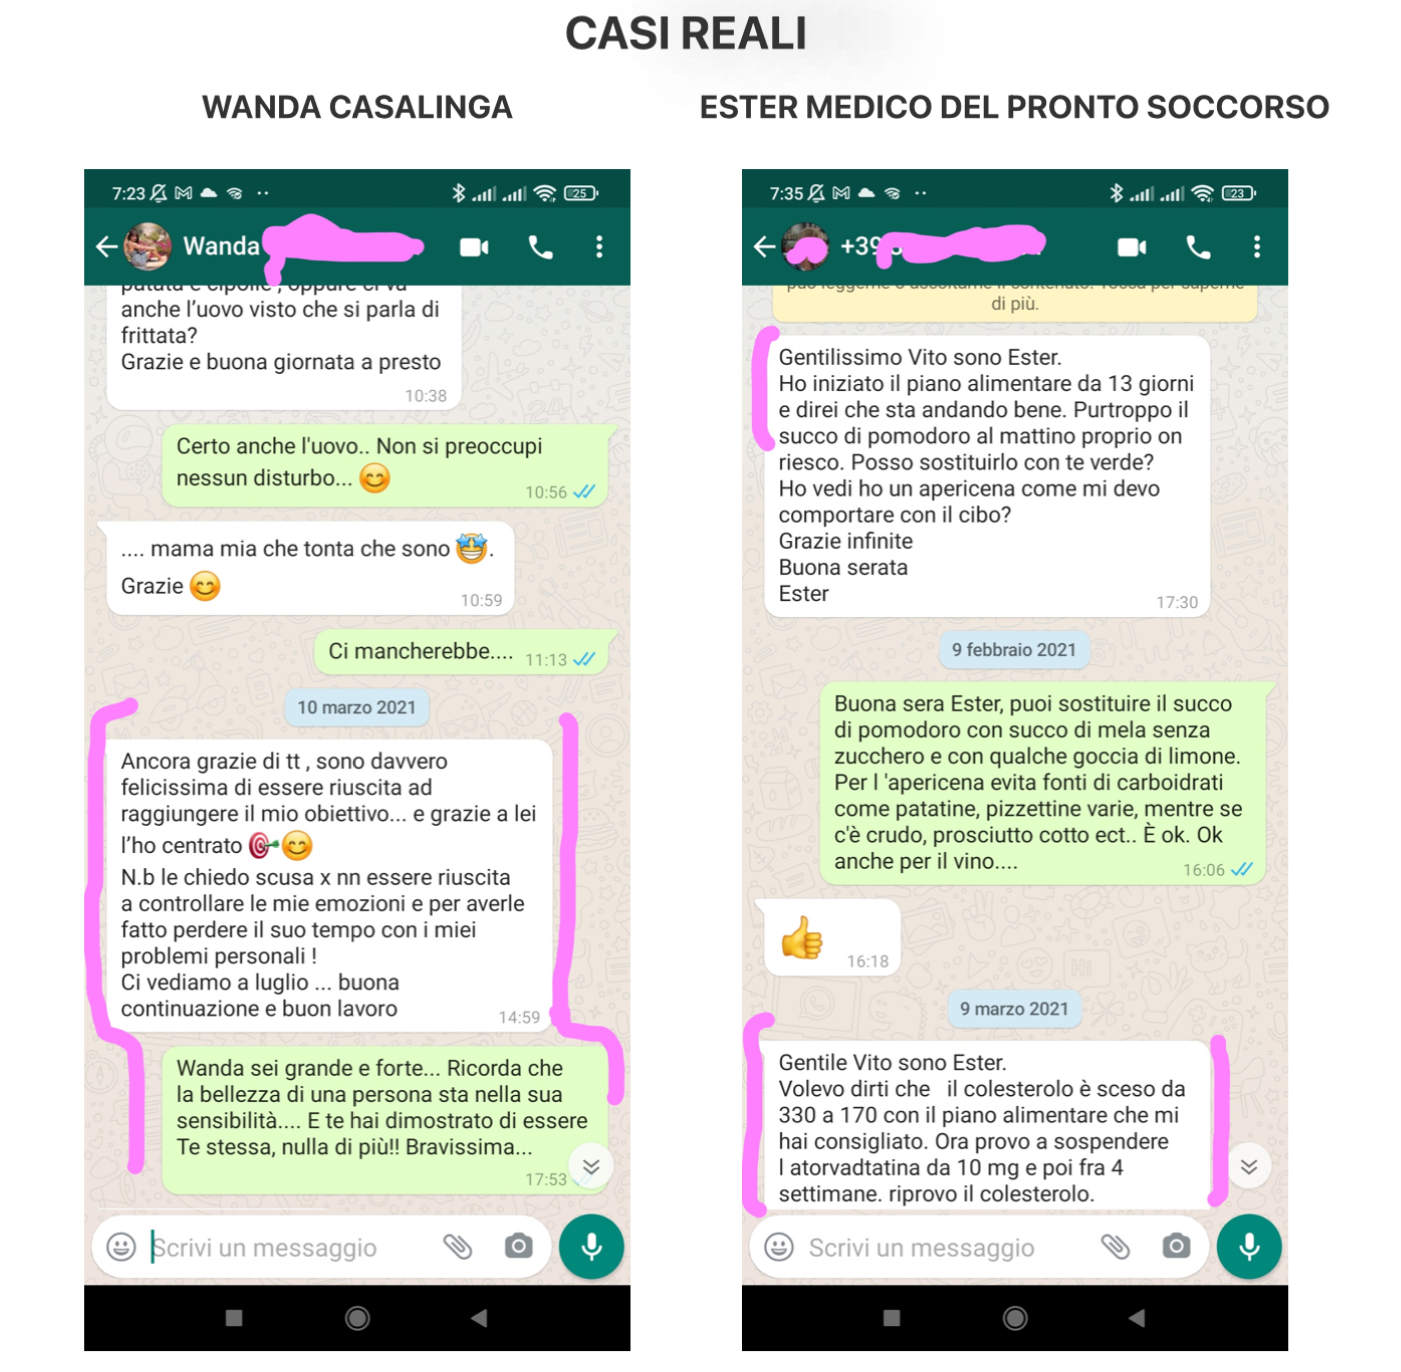 CASI REALI
WANDA CASALINGA
7:23
25
Wanda
patata e cipolle , oppure ci va
anche l'uovo visto che si parla di
frittata?
Grazie e buona giornata a presto
10:38
Certo anche l'uovo.. Non si preoccupi
nessun disturbo...
10:56
.... mama mia che tonta che sono .
Grazie
10:59
Ci mancherebbe....
11:13
10 marzo 2021
Ancora grazie di tt , sono davvero
felicissima di essere riuscita ad
raggiungere il mio obiettivo... e grazie a lei
l'ho centrato
N.b le chiedo scusa x nn essere riuscita
a controllare le mie emozioni e per averle
fatto perdere il suo tempo con i miei
problemi personali !
Ci vediamo a luglio ... buona
continuazione e buon lavoro
14:59
Wanda sei grande e forte... Ricorda che
la bellezza di una persona sta nella sua
sensibilità.... E te hai dimostrato di essere
Te stessa, nulla di più!! Bravissima...
17:53
Scrivi un messaggio
ESTER MEDICO DEL PRONTO SOCCORSO
7:35
23
+39
può leggerne o ascoltarne il contenuto. Tocca per saperne
di più.
Gentilissimo Vito sono Ester.
Ho iniziato il piano alimentare da 13 giorni
e direi che sta andando bene. Purtroppo il
succo di pomodoro al mattino proprio on
riesco. Posso sostituirlo con te verde?
Ho vedi ho un apericena come mi devo
comportare con il cibo?
Grazie infinite
Buona serata
Ester
17:30
9 febbraio 2021
Buona sera Ester, puoi sostituire il succo
di pomodoro con succo di mela senza
zucchero e con qualche goccia di limone.
Per l 'apericena evita fonti di carboidrati
come patatine, pizzettine varie, mentre se
c'è crudo, prosciutto cotto ect.. È ok. Ok
anche per il vino....
16:06
16:18
9 marzo 2021
Gentile Vito sono Ester.
Volevo dirti che il colesterolo è sceso da
330 a 170 con il piano alimentare che mi
hai consigliato. Ora provo a sospendere
l atorvadtatina da 10 mg e poi fra 4
settimane. riprovo il colesterolo.
Scrivi un messaggio